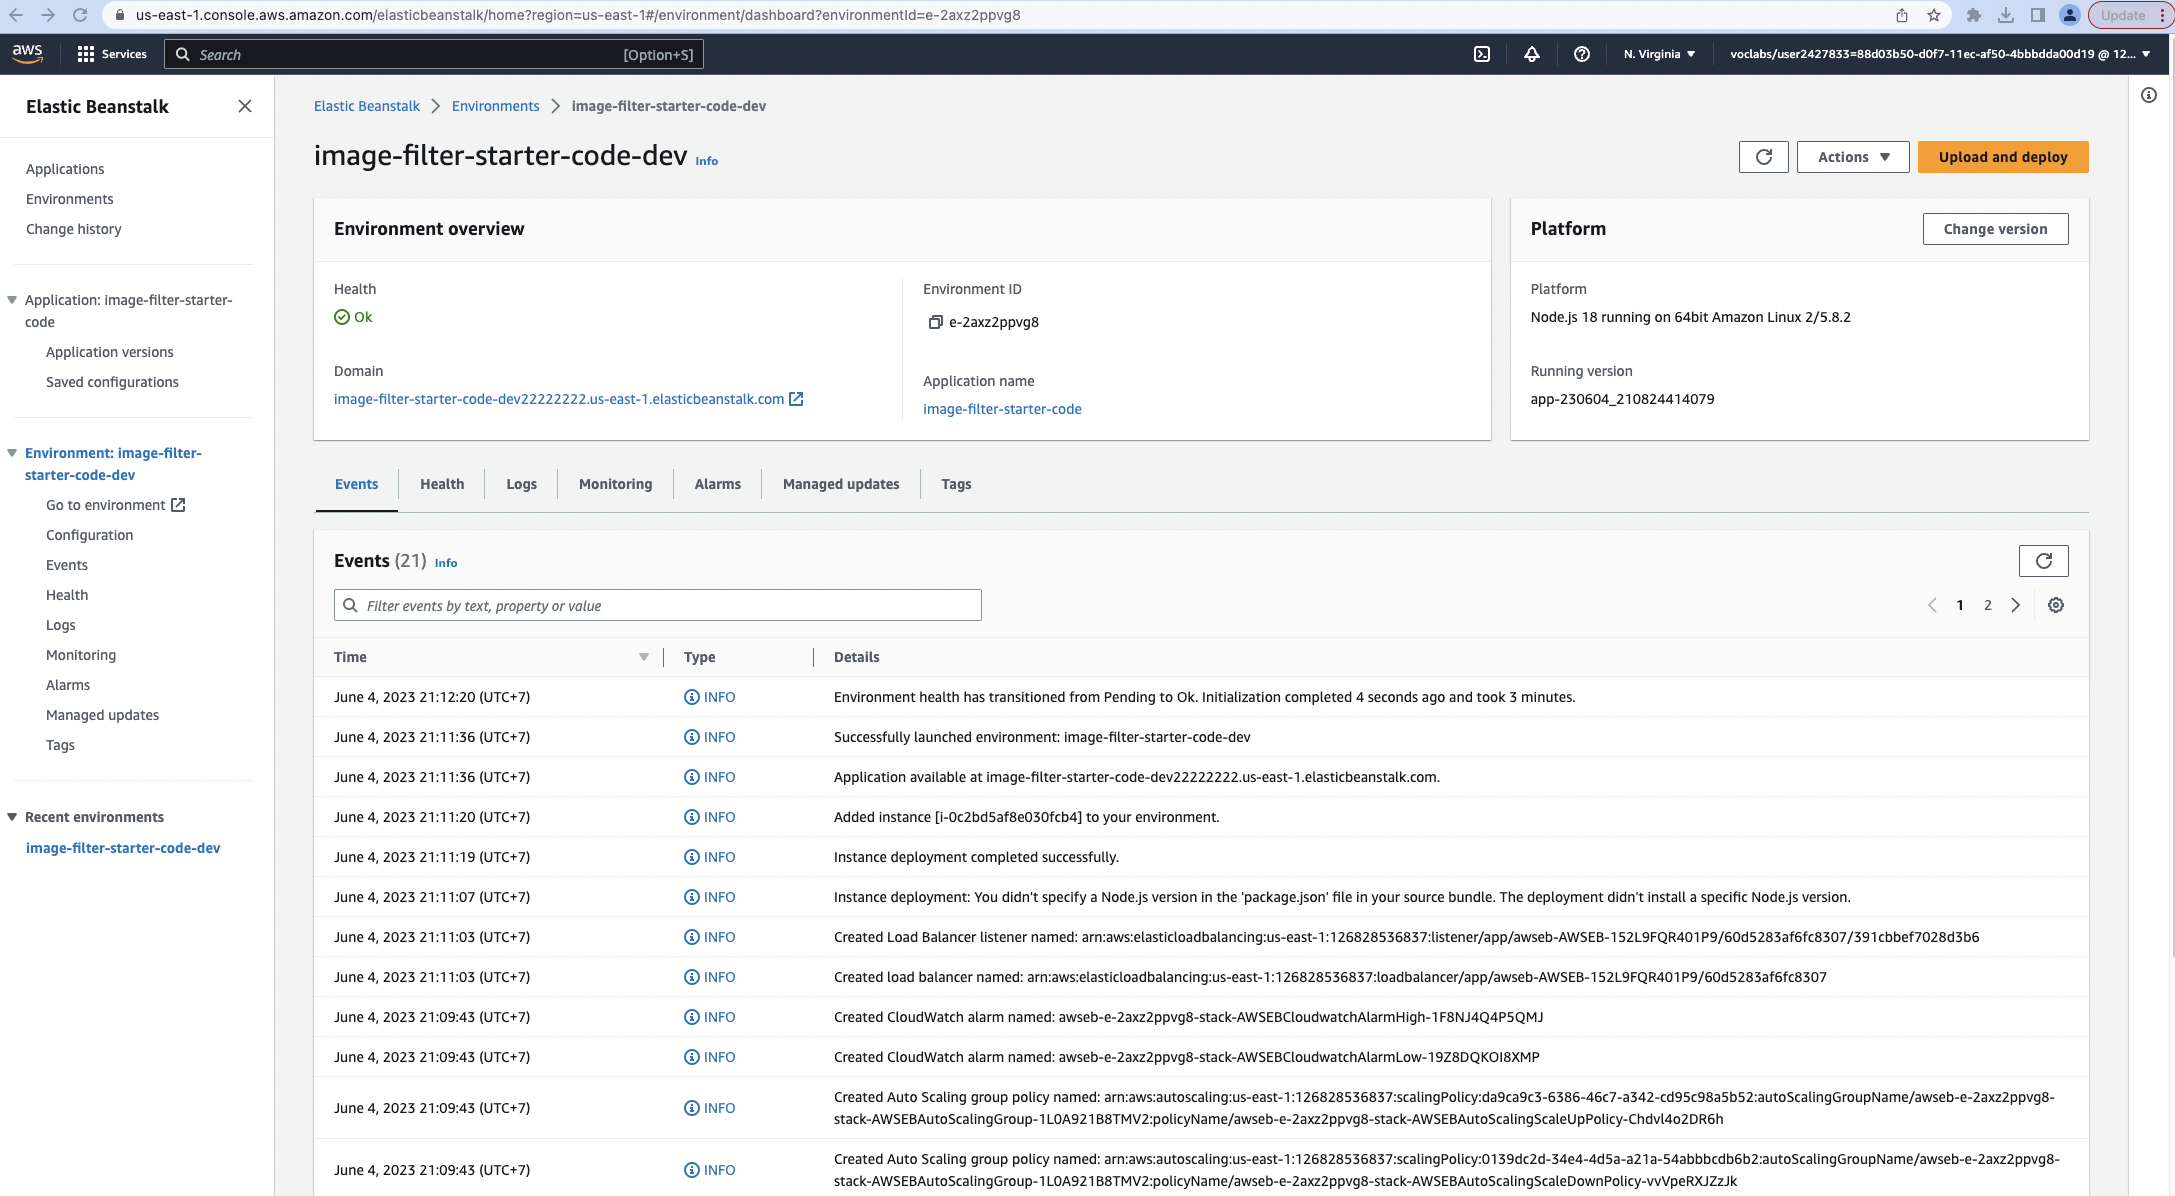 us-east-1.console.aws.amazon.com/elasticbeanstalk/home?region=us-east-1#/environment/dashboard?environmentId=e-2axz2ppvg8
Update
aws
Services
Search
[Option+S]
N. Virginia
voclabs/user2427833=88d03b50-d0f7-11ec-af50-4bbbdda00d19 @ 12...
Elastic Beanstalk
Applications
Environments
Change history
Application: image-filter-starter-
code
Application versions
Saved configurations
Environment: image-filter-
starter-code-dev
Go to environment
Configuration
Events
Health
Logs
Monitoring
Alarms
Managed updates
Tags
Recent environments
image-filter-starter-code-dev
Elastic Beanstalk
Environments
image-filter-starter-code-dev
image-filter-starter-code-dev Info
Actions
Upload and deploy
Environment overview
Health
Ok
Domain
image-filter-starter-code-dev22222222.us-east-1.elasticbeanstalk.com
Environment ID
e-2axz2ppvg8
Application name
image-filter-starter-code
Platform
Change version
Platform
Node.js 18 running on 64bit Amazon Linux 2/5.8.2
Running version
app-230604_210824414079
Events
Health
Logs
Monitoring
Alarms
Managed updates
Tags
Events (21) Info
Filter events by text, property or value
1 2
Time Type Details
June 4, 2023 21:12:20 (UTC+7) INFO Environment health has transitioned from Pending to Ok. Initialization completed 4 seconds ago and took 3 minutes.
June 4, 2023 21:11:36 (UTC+7) INFO Successfully launched environment: image-filter-starter-code-dev
June 4, 2023 21:11:36 (UTC+7) INFO Application available at image-filter-starter-code-dev22222222.us-east-1.elasticbeanstalk.com.
June 4, 2023 21:11:20 (UTC+7) INFO Added instance [i-0c2bd5af8e030fcb4] to your environment.
June 4, 2023 21:11:19 (UTC+7) INFO Instance deployment completed successfully.
June 4, 2023 21:11:07 (UTC+7) INFO Instance deployment: You didn't specify a Node.js version in the 'package.json' file in your source bundle. The deployment didn't install a specific Node.js version.
June 4, 2023 21:11:03 (UTC+7) INFO Created Load Balancer listener named: arn:aws:elasticloadbalancing:us-east-1:126828536837:listener/app/awseb-AWSEB-152L9FQR401P9/60d5283af6fc8307/391cbbef7028d3b6
June 4, 2023 21:11:03 (UTC+7) INFO Created load balancer named: arn:aws:elasticloadbalancing:us-east-1:126828536837:loadbalancer/app/awseb-AWSEB-152L9FQR401P9/60d5283af6fc8307
June 4, 2023 21:09:43 (UTC+7) INFO Created CloudWatch alarm named: awseb-e-2axz2ppvg8-stack-AWSEBCloudwatchAlarmHigh-1F8NJ4Q4P5QMJ
June 4, 2023 21:09:43 (UTC+7) INFO Created CloudWatch alarm named: awseb-e-2axz2ppvg8-stack-AWSEBCloudwatchAlarmLow-19Z8DQKOI8XMP
June 4, 2023 21:09:43 (UTC+7) INFO Created Auto Scaling group policy named: arn:aws:autoscaling:us-east-1:126828536837:scalingPolicy:da9ca9c3-6386-46c7-a342-cd95c98a5b52:autoScalingGroupName/awseb-e-2axz2ppvg8-
stack-AWSEBAutoScalingGroup-1L0A921B8TMV2:policyName/awseb-e-2axz2ppvg8-stack-AWSEBAutoScalingScaleUpPolicy-Chdvl4o2DR6h
June 4, 2023 21:09:43 (UTC+7) INFO Created Auto Scaling group policy named: arn:aws:autoscaling:us-east-1:126828536837:scalingPolicy:0139dc2d-34e4-4d5a-a21a-54abbbcdb6b2:autoScalingGroupName/awseb-e-2axz2ppvg8-
stack-AWSEBAutoScalingGroup-1L0A921B8TMV2:policyName/awseb-e-2axz2ppvg8-stack-AWSEBAutoScalingScaleDownPolicy-vvVpeRXJZzJk